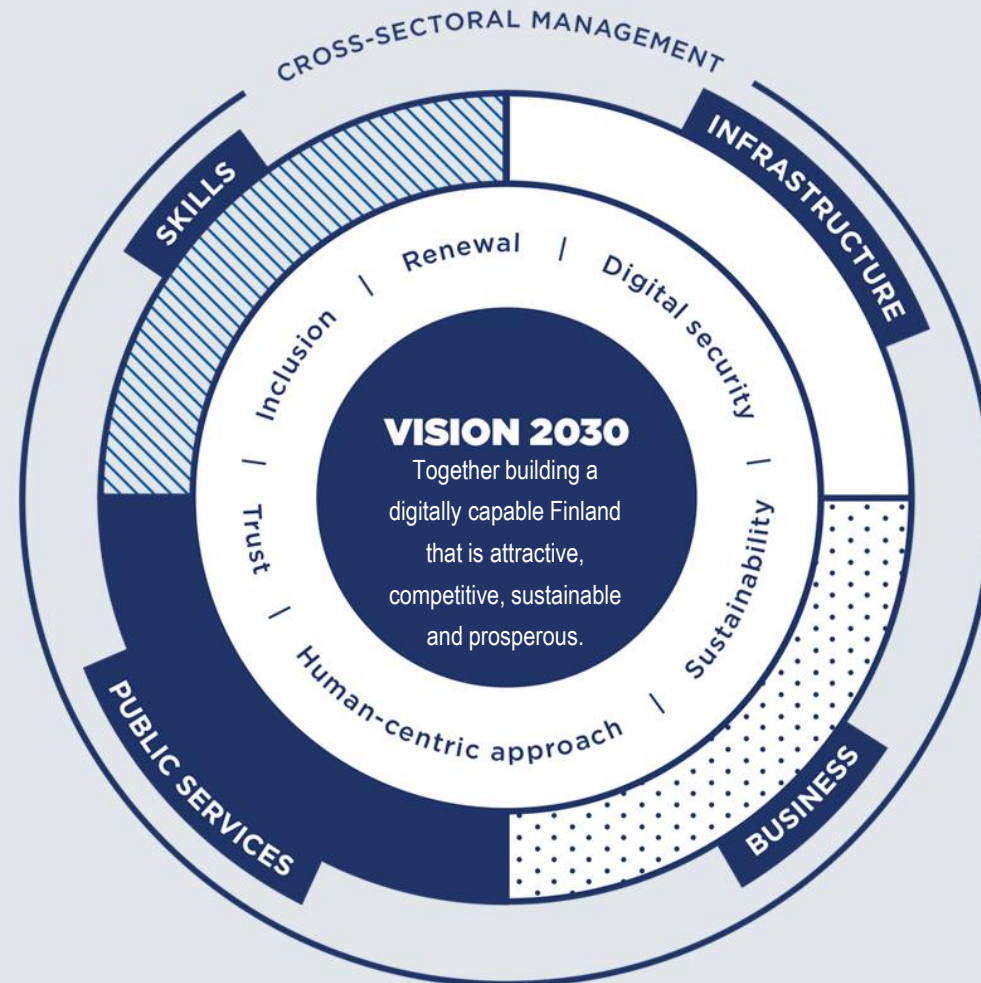 CROSS-SECTORAL MANAGEMENT
SKILLS
INFRASTRUCTURE
PUBLIC SERVICES
BUSINESS
Renewal | Digital security | Sustainability | Human-centric approach | Trust | Inclusion |
VISION 2030
Together building a
digitally capable Finland
that is attractive,
competitive, sustainable
and prosperous.